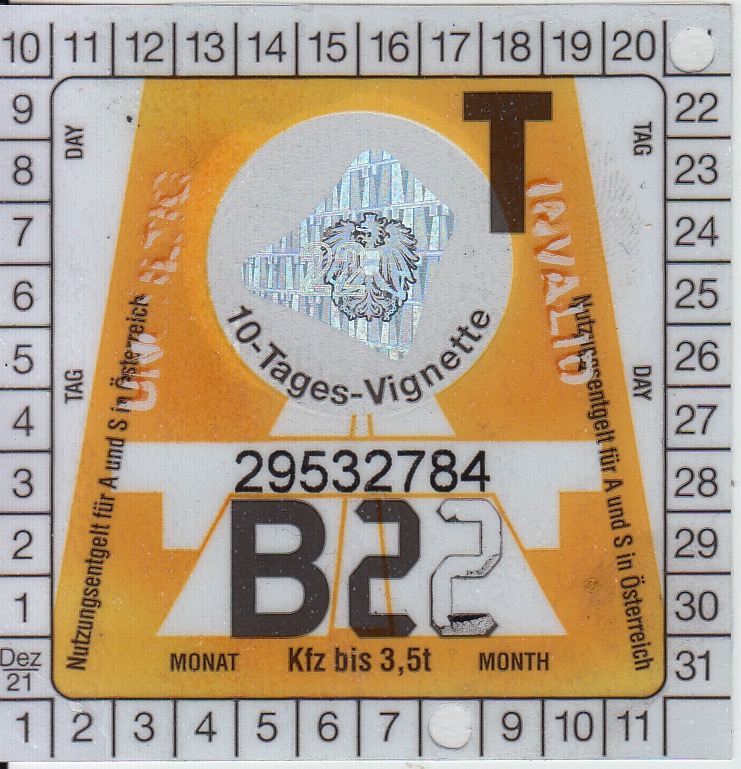 10 11 12 13 14 15 16 17 18 19 20
9 22
8 23
7 24
6 25
5 26
4 27
3 28
2 29
1 30
Dez 21 31
1 2 3 4 5 6 7 9 10 11
DAY
TAG
T
TAG
DAY
22
INVALID
10-Tages-Vignette
Nutzungsentgelt für A und S in Österreich
Nutzungsentgelt für A und S in Österreich
29532784
B22
MONAT Kfz bis 3,5t MONTH